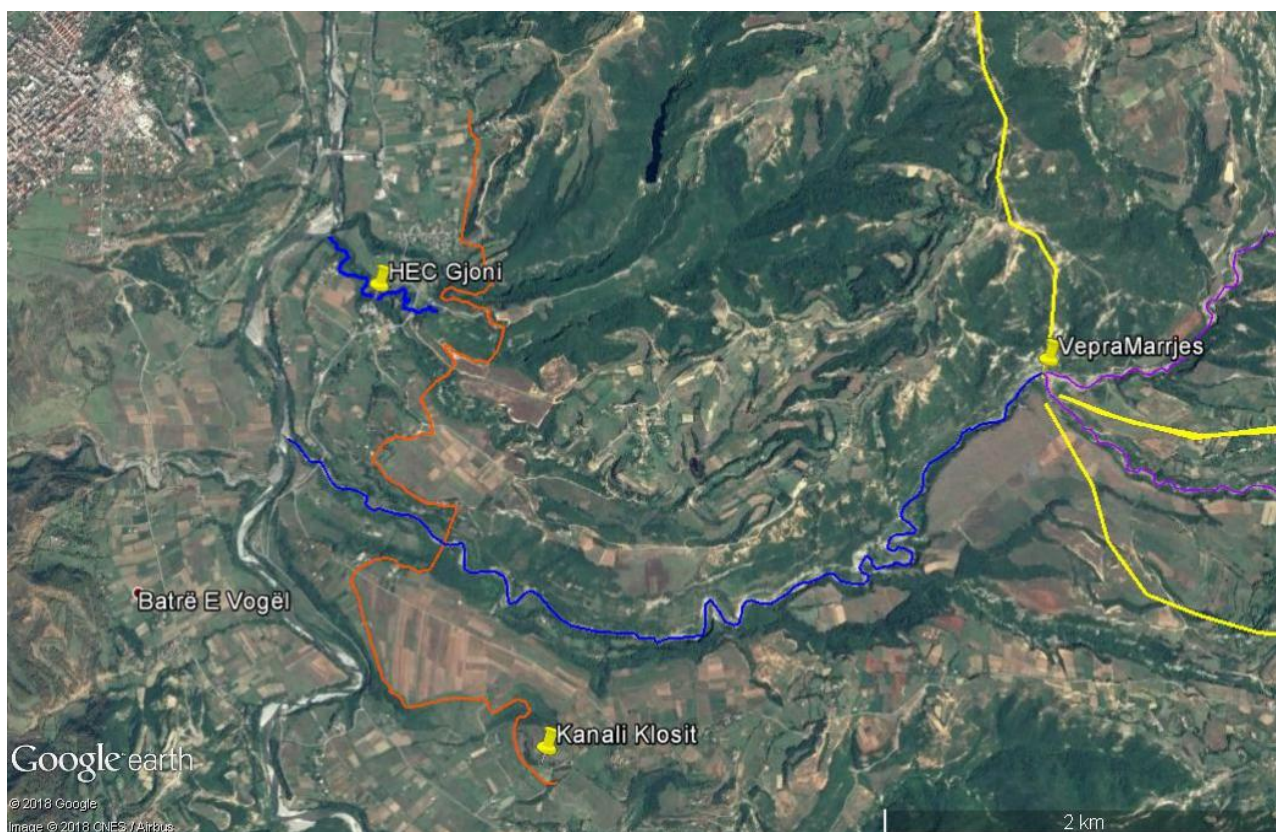 HEC Gjoni
VepraMarrjes
Batrë E Vogël
Kanali Klosit
Google earth
© 2018 Google
Image © 2018 CNES / Airbus
2 km